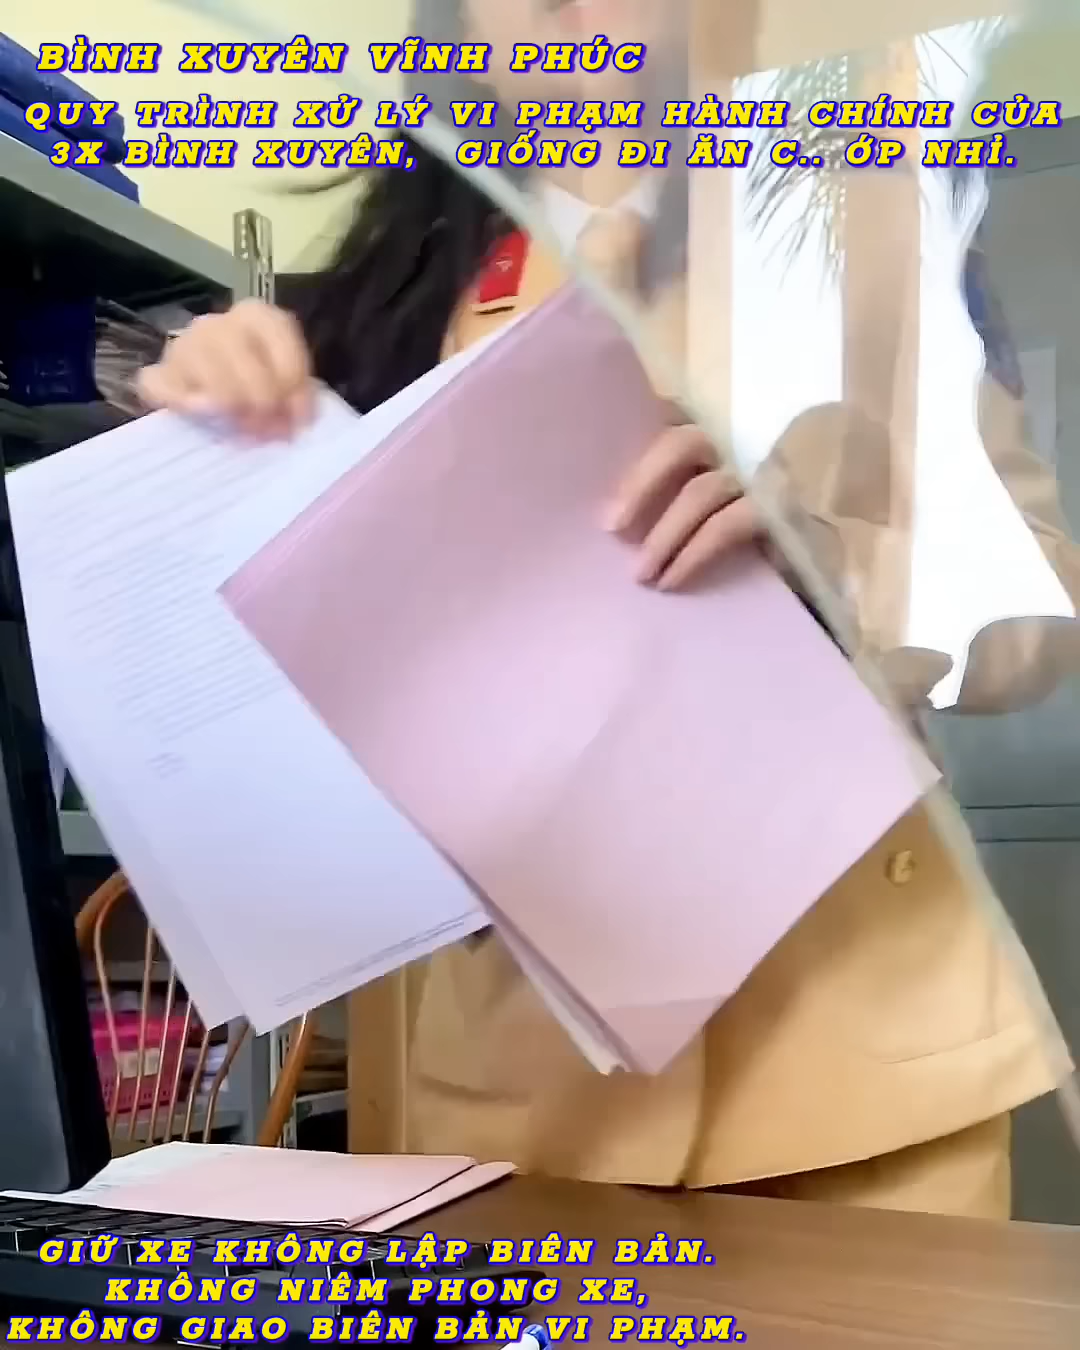 BÌNH XUYÊN VĨNH PHÚC
QUY TRÌNH XỬ LÝ VI PHẠM HÀNH CHÍNH CỦA
3X BÌNH XUYÊN, GIỐNG ĐI ĂN C.. ỚP NHỈ.
GIỮ XE KHÔNG LẬP BIÊN BẢN.
KHÔNG NIÊM PHONG XE,
KHÔNG GIAO BIÊN BẢN VI PHẠM.